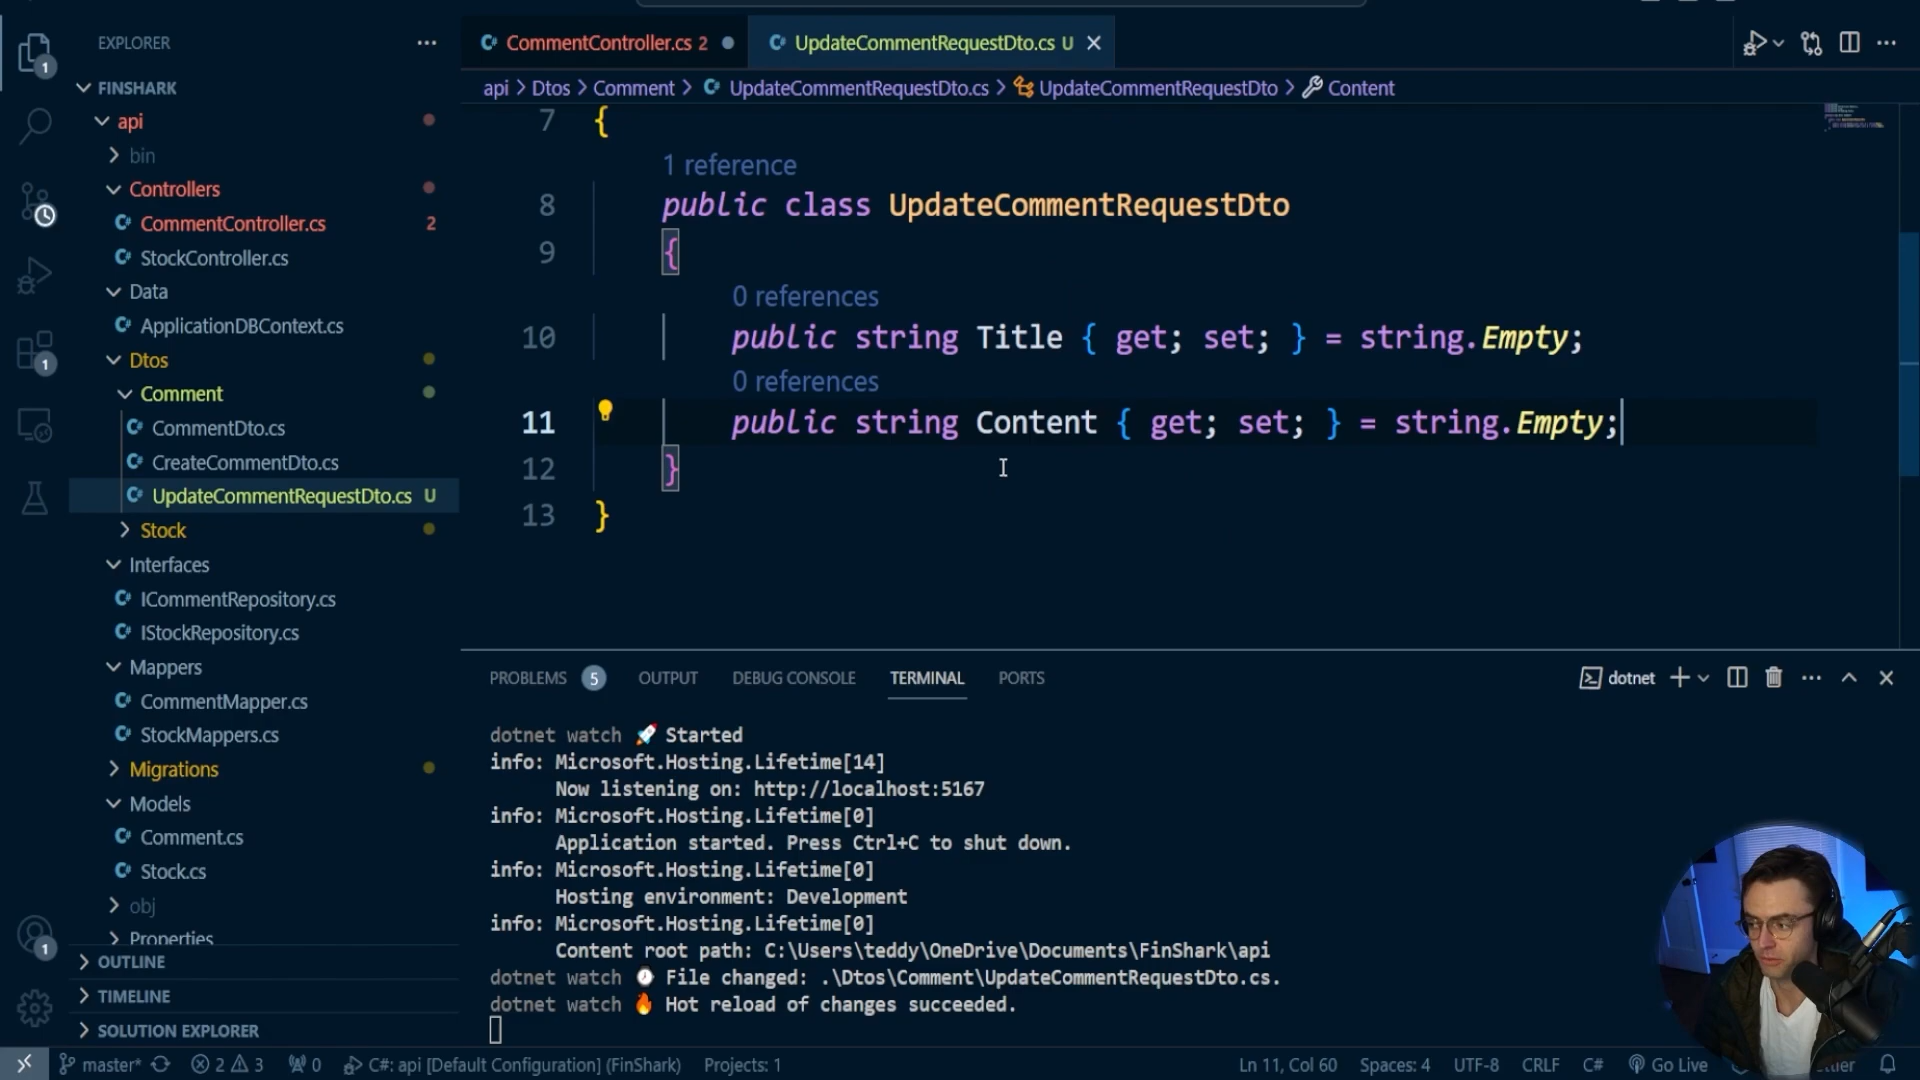 EXPLORER
FINSHARK
api
bin
Controllers
CommentController.cs 2
StockController.cs
Data
ApplicationDBContext.cs
Dtos
Comment
CommentDto.cs
CreateCommentDto.cs
UpdateCommentRequestDto.cs U
Stock
Interfaces
ICommentRepository.cs
IStockRepository.cs
Mappers
CommentMapper.cs
StockMappers.cs
Migrations
Models
Comment.cs
Stock.cs
obj
Properties
OUTLINE
TIMELINE
SOLUTION EXPLORER
1
1
1
CommentController.cs 2
UpdateCommentRequestDto.cs U
api > Dtos > Comment > UpdateCommentRequestDto.cs > UpdateCommentRequestDto > Content
7 {
1 reference
8 public class UpdateCommentRequestDto
9 {
0 references
10 public string Title { get; set; } = string.Empty;
0 references
11 public string Content { get; set; } = string.Empty;
12 }
13 }
PROBLEMS 5 OUTPUT DEBUG CONSOLE TERMINAL PORTS
dotnet
dotnet watch 🚀 Started
info: Microsoft.Hosting.Lifetime[14]
Now listening on: http://localhost:5167
info: Microsoft.Hosting.Lifetime[0]
Application started. Press Ctrl+C to shut down.
info: Microsoft.Hosting.Lifetime[0]
Hosting environment: Development
info: Microsoft.Hosting.Lifetime[0]
Content root path: C:\Users\teddy\OneDrive\Documents\FinShark\api
dotnet watch ⌚ File changed: .\Dtos\Comment\UpdateCommentRequestDto.cs.
dotnet watch 🔥 Hot reload of changes succeeded.
master* 2 3 0 C#: api [Default Configuration] (FinShark) Projects: 1 Ln 11, Col 60 Spaces: 4 UTF-8 CRLF C# Go Live